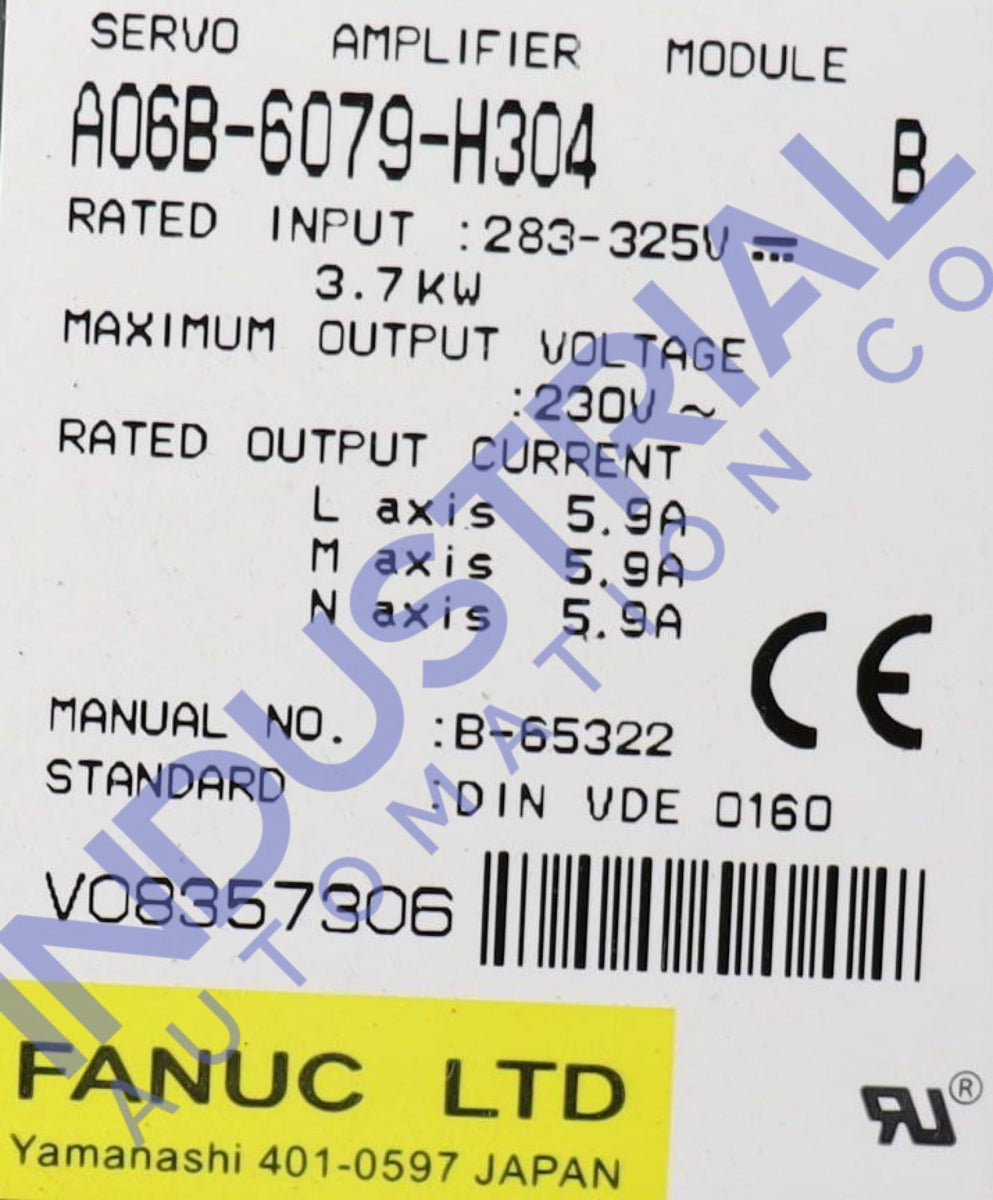 SERVO AMPLIFIER MODULE
A06B-6079-H304 B
RATED INPUT :283-325V ⎓
3.7KW
MAXIMUM OUTPUT VOLTAGE
:230V ~
RATED OUTPUT CURRENT
L axis 5.9A
M axis 5.9A
N axis 5.9A
CE
MANUAL NO. :B-65322
STANDARD :DIN VDE 0160
V08357306
FANUC LTD
Yamanashi 401-0597 JAPAN
RU®
INDUSTRIAL
AUTOMATION CO